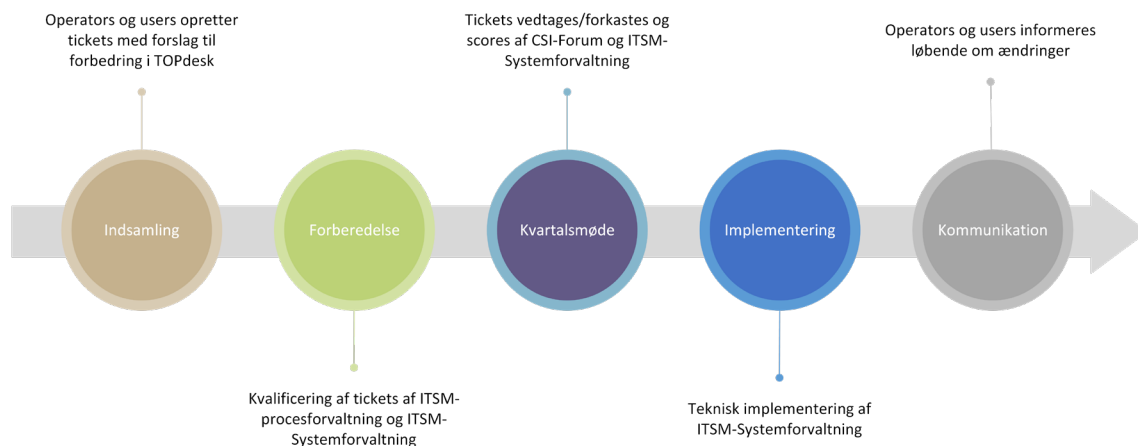 Operators og users opretter
tickets med forslag til
forbedring i TOPdesk
Tickets vedtages/forkastes og
scores af CSI-Forum og ITSM-
Systemforvaltning
Operators og users informeres
løbende om ændringer
Indsamling
Forberedelse
Kvartalsmøde
Implementering
Kommunikation
Kvalificering af tickets af ITSM-
procesforvaltning og ITSM-
Systemforvaltning
Teknisk implementering af
ITSM-Systemforvaltning